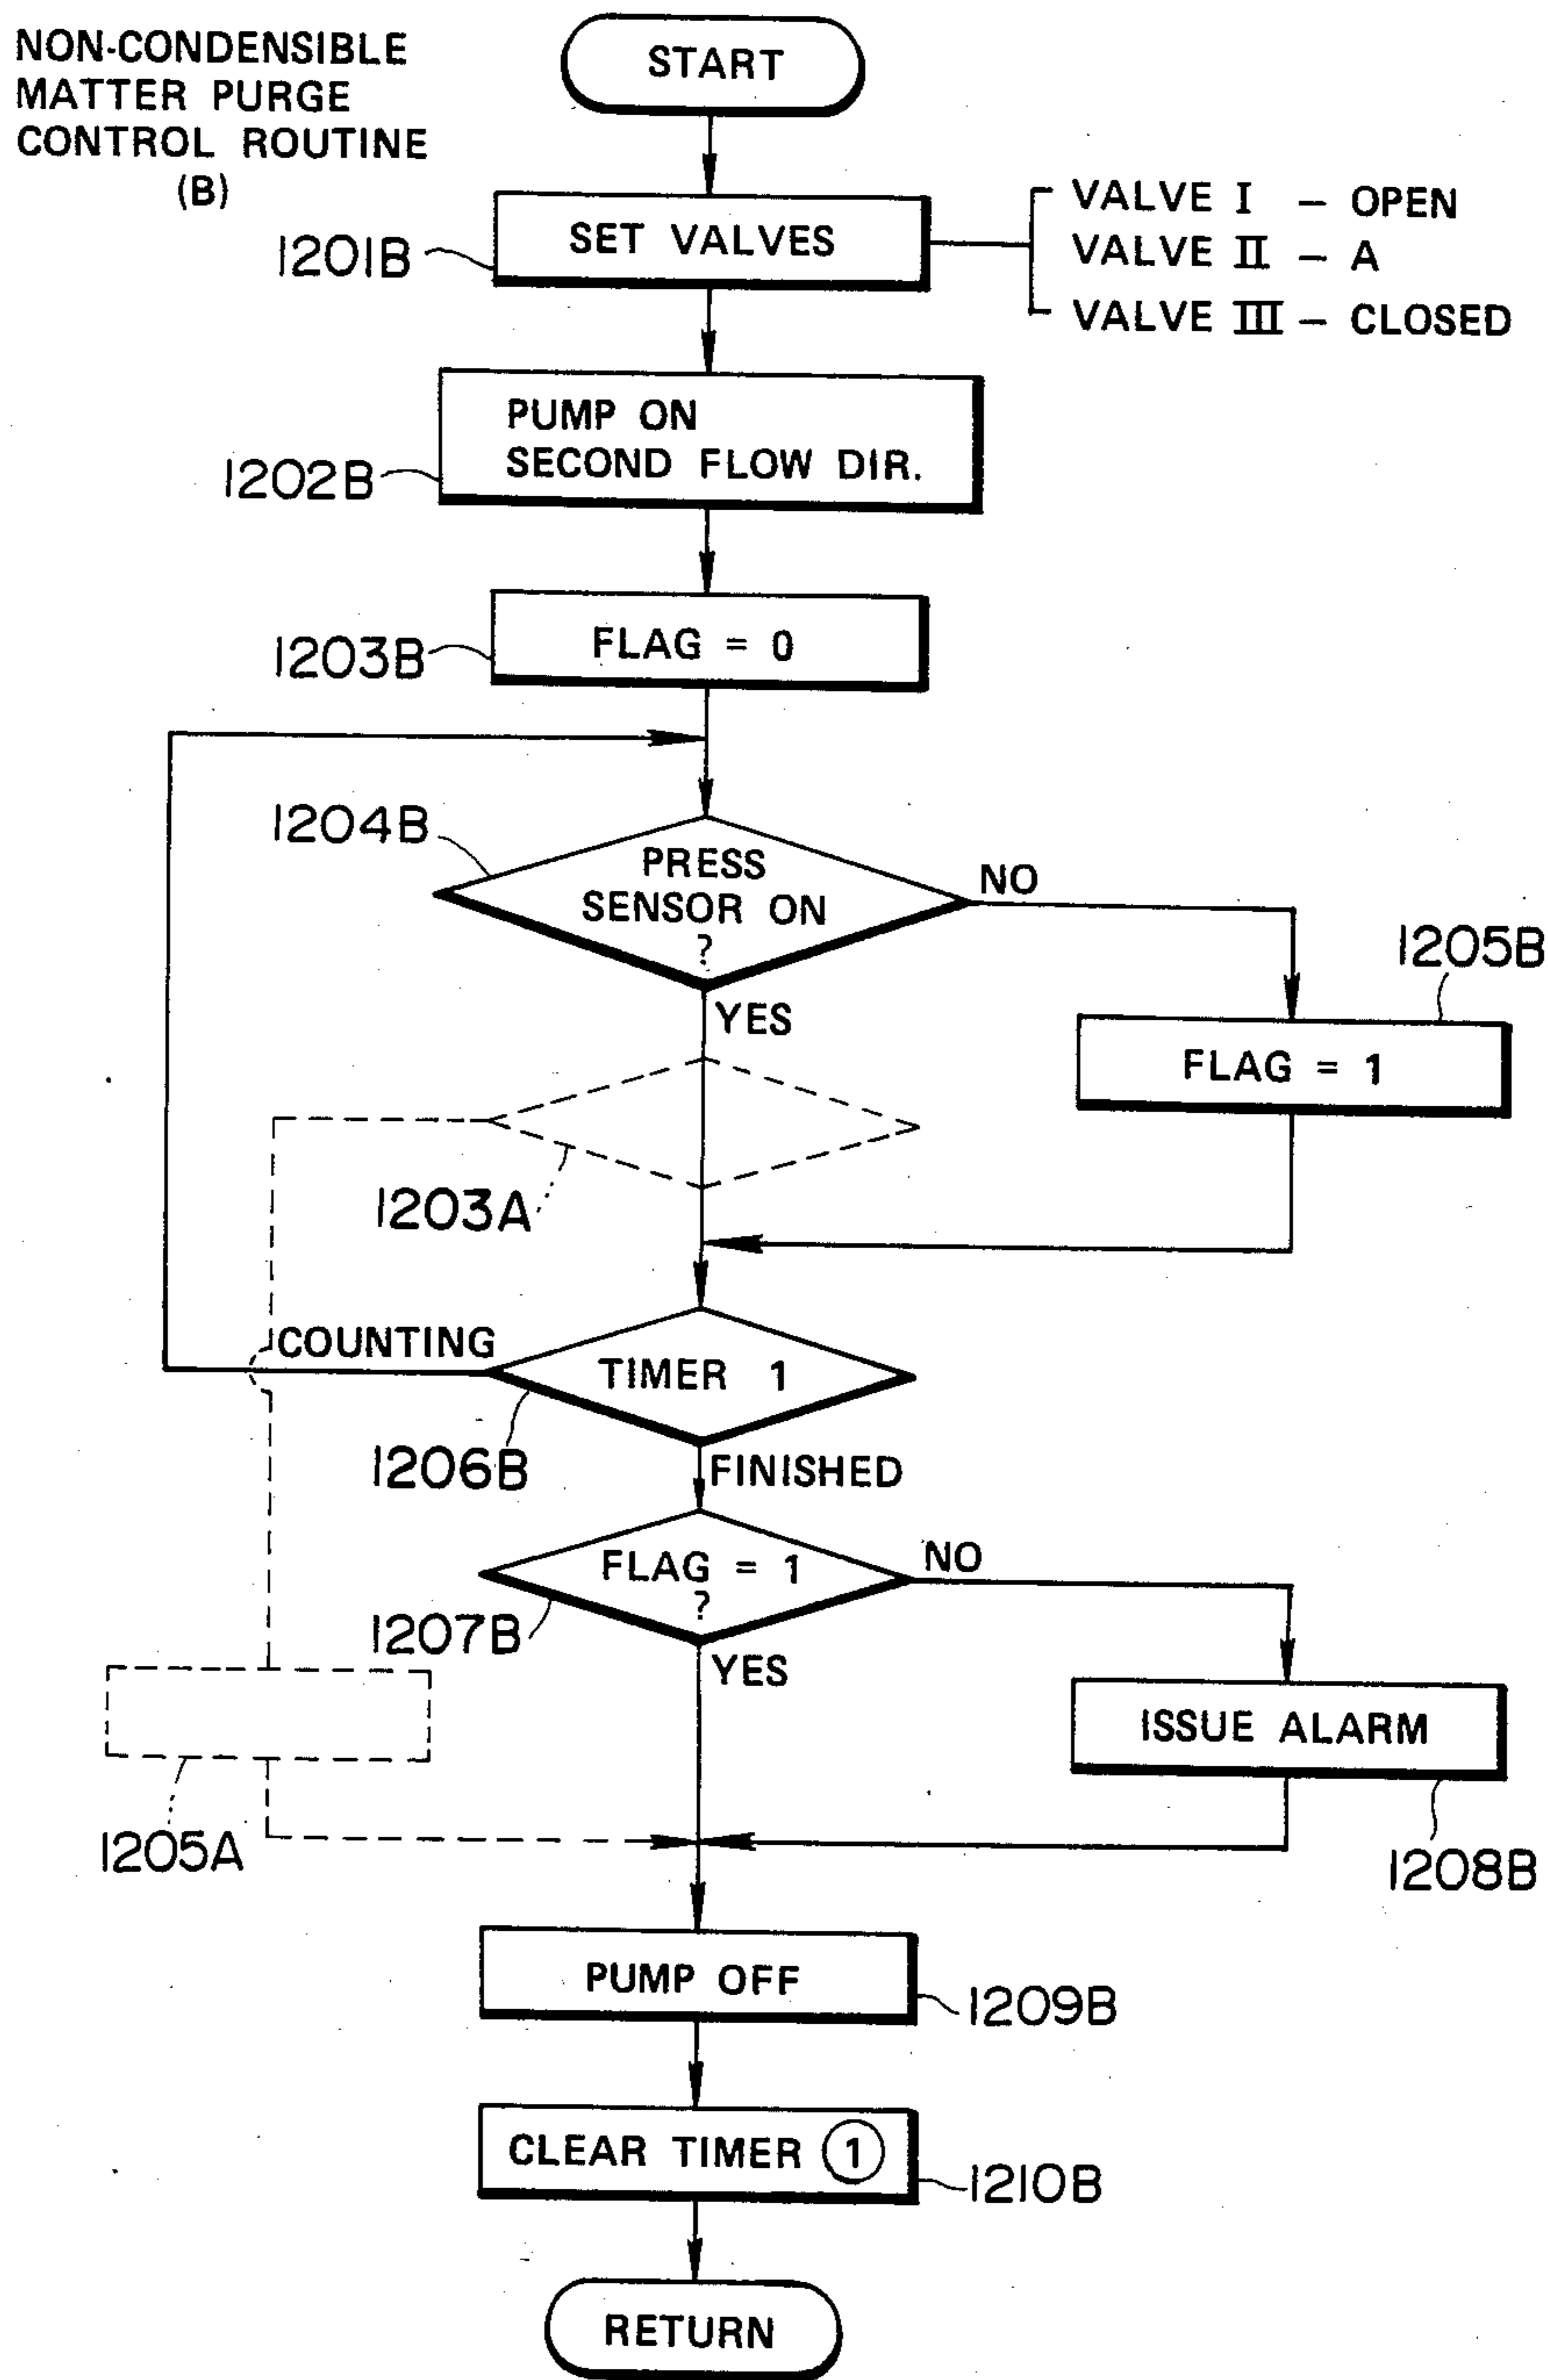 NON-CONDENSIBLE
MATTER PURGE
CONTROL ROUTINE
(B)
START
SET VALVES
1201B
VALVE I – OPEN
VALVE II – A
VALVE III – CLOSED
PUMP ON
SECOND FLOW DIR.
1202B
FLAG = 0
1203B
1204B
PRESS
SENSOR ON
?
NO
YES
1205B
FLAG = 1
1203A
COUNTING
TIMER 1
1206B
FINISHED
FLAG = 1
?
NO
1207B
YES
ISSUE ALARM
1205A
1208B
PUMP OFF
1209B
CLEAR TIMER ①
1210B
RETURN